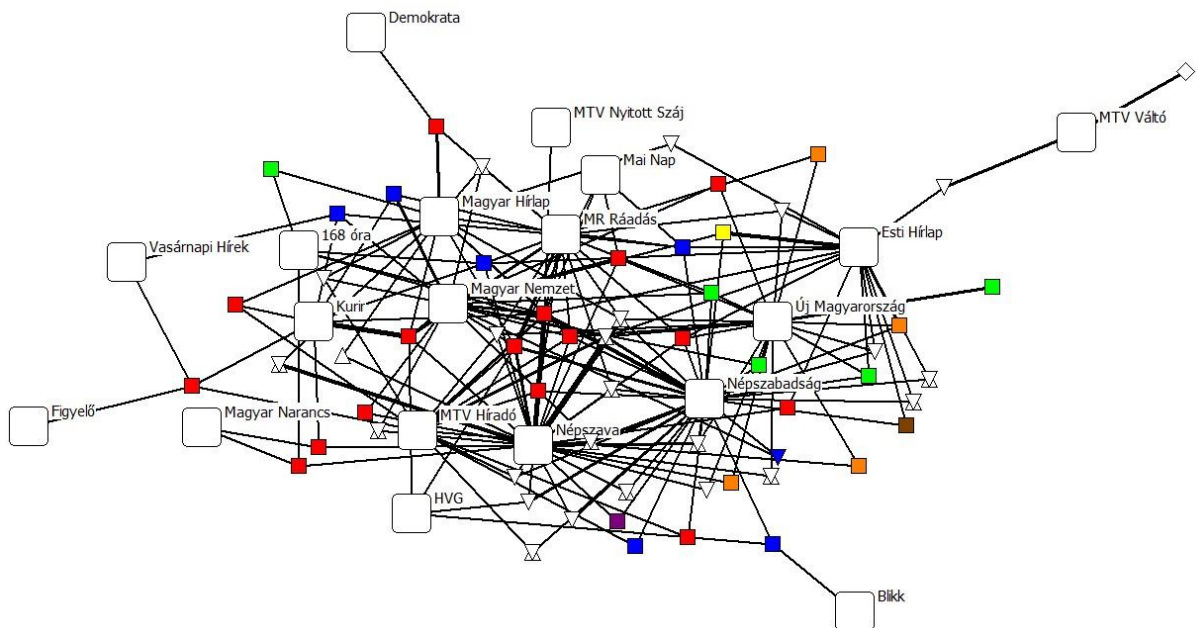 Demokrata
MTV Nyitott Száj
MTV Váltó
Mai Nap
Magyar Hírlap
MR Ráadás
Esti Hírlap
168 óra
Vasárnapi Hírek
Magyar Nemzet
Kurir
Új Magyarország
Népszabadság
Figyelő
Magyar Narancs
MTV Híradó
Népszava
HVG
Blikk